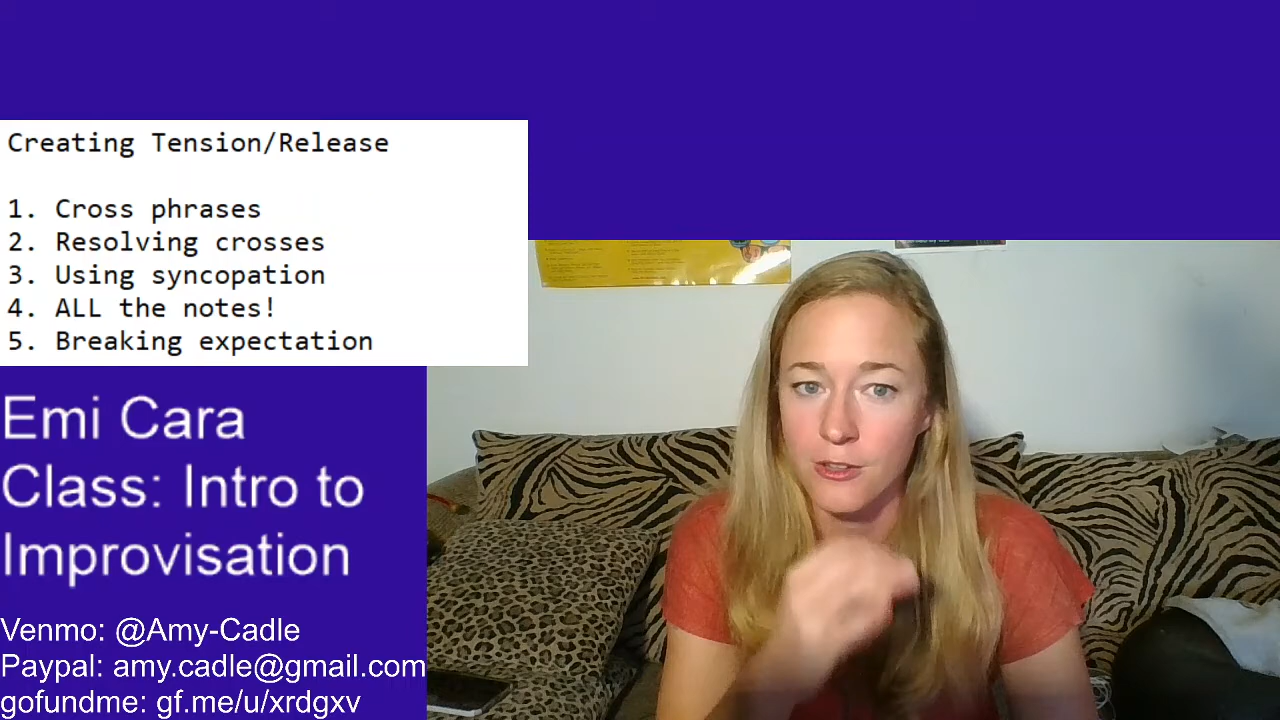 Creating Tension/Release
1. Cross phrases
2. Resolving crosses
3. Using syncopation
4. ALL the notes!
5. Breaking expectation
Emi Cara
Class: Intro to
Improvisation
Venmo: @Amy-Cadle
Paypal: amy.cadle@gmail.com
gofundme: gf.me/u/xrdgxv